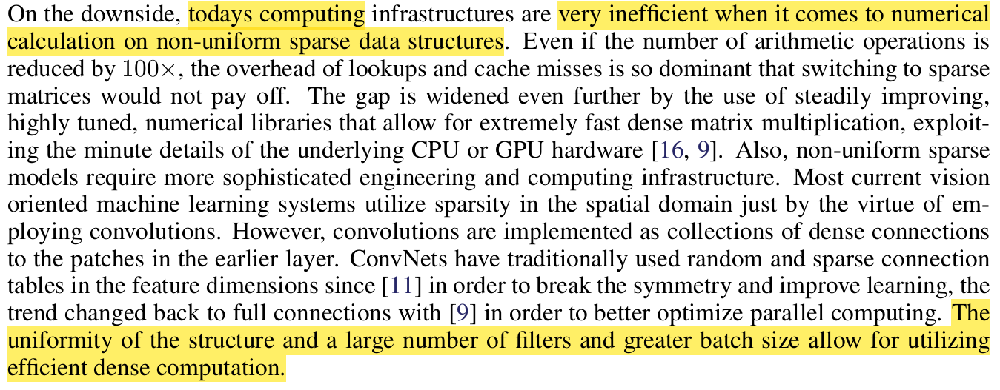 On the downside, todays computing infrastructures are very inefficient when it comes to numerical
calculation on non-uniform sparse data structures. Even if the number of arithmetic operations is
reduced by 100×, the overhead of lookups and cache misses is so dominant that switching to sparse
matrices would not pay off. The gap is widened even further by the use of steadily improving,
highly tuned, numerical libraries that allow for extremely fast dense matrix multiplication, exploit-
ing the minute details of the underlying CPU or GPU hardware [16, 9]. Also, non-uniform sparse
models require more sophisticated engineering and computing infrastructure. Most current vision
oriented machine learning systems utilize sparsity in the spatial domain just by the virtue of em-
ploying convolutions. However, convolutions are implemented as collections of dense connections
to the patches in the earlier layer. ConvNets have traditionally used random and sparse connection
tables in the feature dimensions since [11] in order to break the symmetry and improve learning, the
trend changed back to full connections with [9] in order to better optimize parallel computing. The
uniformity of the structure and a large number of filters and greater batch size allow for utilizing
efficient dense computation.